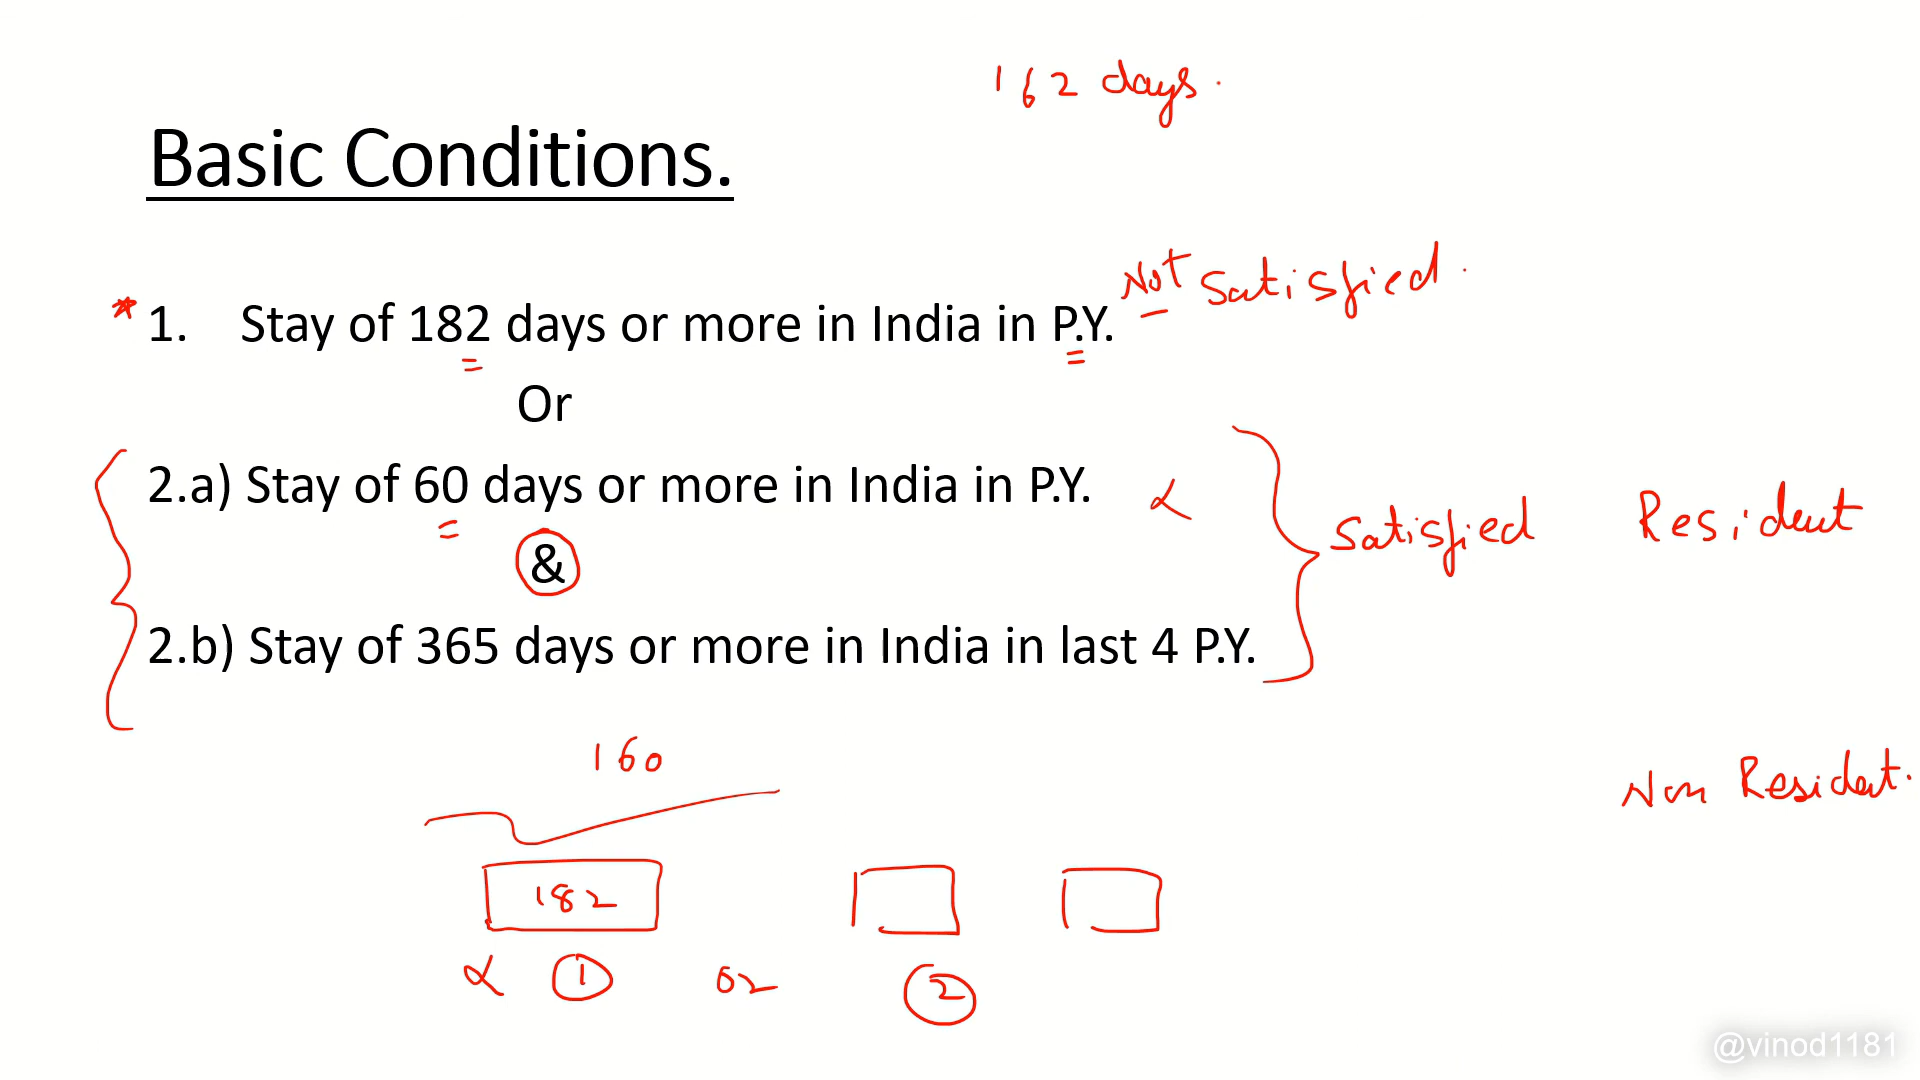 162 days.
Basic Conditions.
Not Satisfied.
*1. Stay of 182 days or more in India in P.Y.
Or
2.a) Stay of 60 days or more in India in P.Y.
Satisfied Resident
&
2.b) Stay of 365 days or more in India in last 4 P.Y.
160
Non Resident.
182
1 or 2
@vinod1181